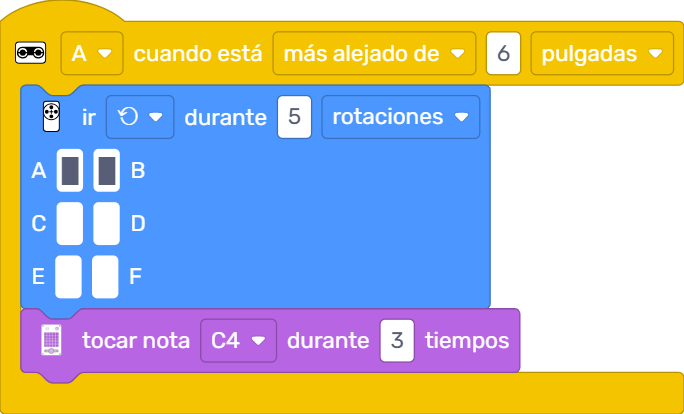 A cuando está más alejado de 6 pulgadas
ir durante 5 rotaciones
A B
C D
E F
tocar nota C4 durante 3 tiempos